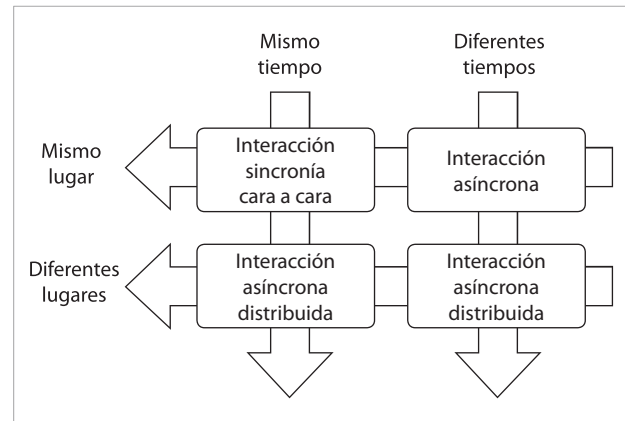 Mismo
tiempo
Diferentes
tiempos
Mismo
lugar
Interacción
sincronía
cara a cara
Interacción
asíncrona
Diferentes
lugares
Interacción
asíncrona
distribuida
Interacción
asíncrona
distribuida